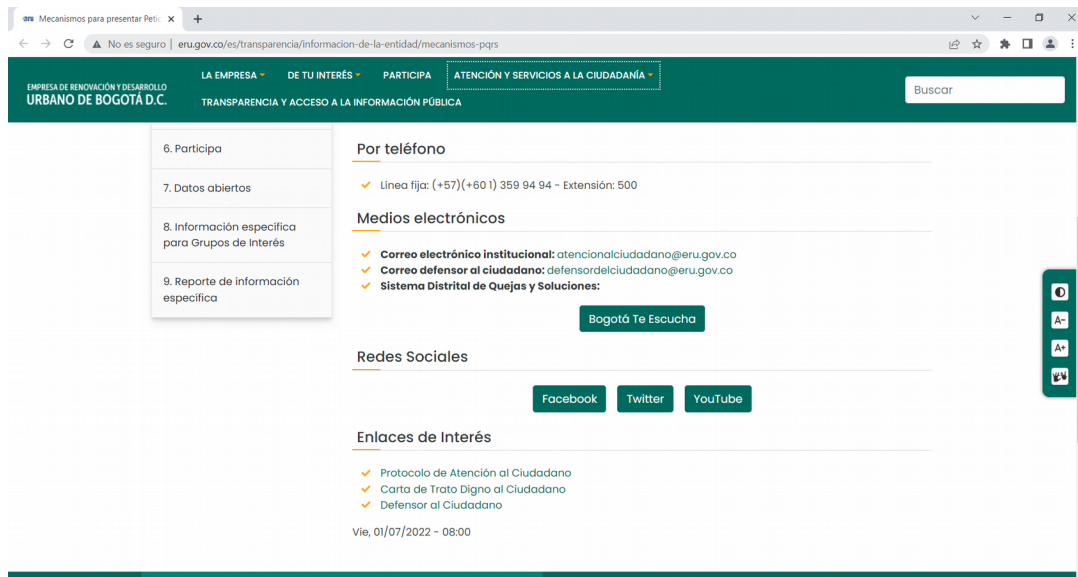 eru Mecanismos para presentar Petic
No es seguro | eru.gov.co/es/transparencia/informacion-de-la-entidad/mecanismos-pqrs
EMPRESA DE RENOVACIÓN Y DESARROLLO
URBANO DE BOGOTÁ D.C.
LA EMPRESA DE TU INTERÉS PARTICIPA ATENCIÓN Y SERVICIOS A LA CIUDADANÍA
TRANSPARENCIA Y ACCESO A LA INFORMACIÓN PÚBLICA
Buscar
6. Participa
7. Datos abiertos
8. Información específica
para Grupos de Interés
9. Reporte de información
específica
Por teléfono
Línea fija: (+57)(+60 1) 359 94 94 - Extensión: 500
Medios electrónicos
Correo electrónico institucional: atencionalciudadano@eru.gov.co
Correo defensor al ciudadano: defensordelciudadano@eru.gov.co
Sistema Distrital de Quejas y Soluciones:
Bogotá Te Escucha
Redes Sociales
Facebook Twitter YouTube
Enlaces de Interés
Protocolo de Atención al Ciudadano
Carta de Trato Digno al Ciudadano
Defensor al Ciudadano
Vie, 01/07/2022 - 08:00
A-
A+